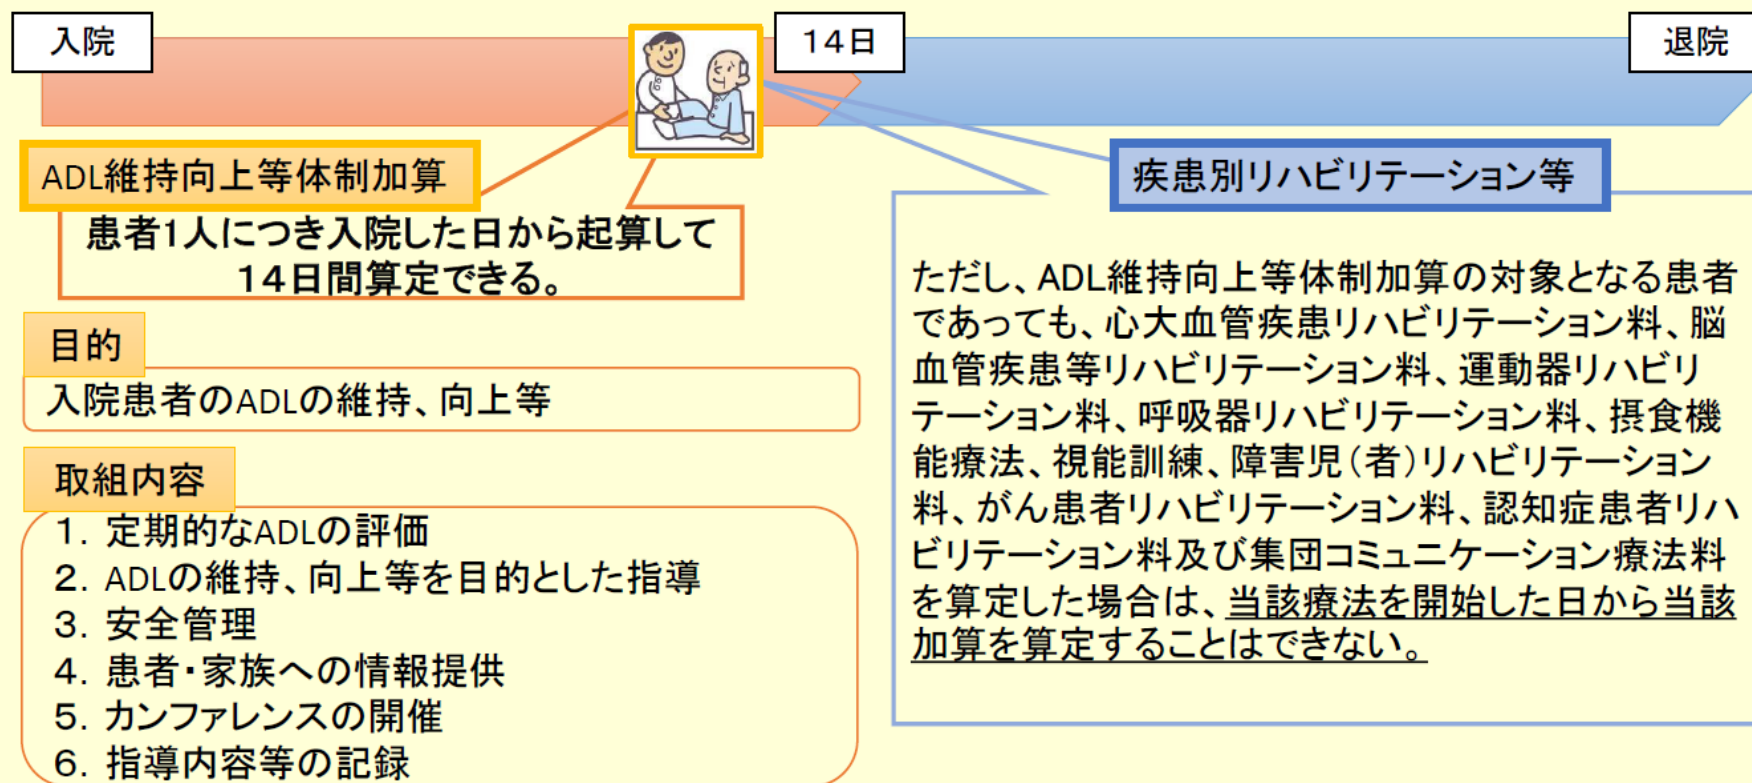 入院
14日
退院
ADL維持向上等体制加算
患者1人につき入院した日から起算して
14日間算定できる。
目的
入院患者のADLの維持、向上等
取組内容
1. 定期的なADLの評価
2. ADLの維持、向上等を目的とした指導
3. 安全管理
4. 患者・家族への情報提供
5. カンファレンスの開催
6. 指導内容等の記録
疾患別リハビリテーション等
ただし、ADL維持向上等体制加算の対象となる患者
であっても、心大血管疾患リハビリテーション料、脳
血管疾患等リハビリテーション料、運動器リハビリ
テーション料、呼吸器リハビリテーション料、摂食機
能療法、視能訓練、障害児(者)リハビリテーション
料、がん患者リハビリテーション料、認知症患者リハ
ビリテーション料及び集団コミュニケーション療法料
を算定した場合は、当該療法を開始した日から当該
加算を算定することはできない。